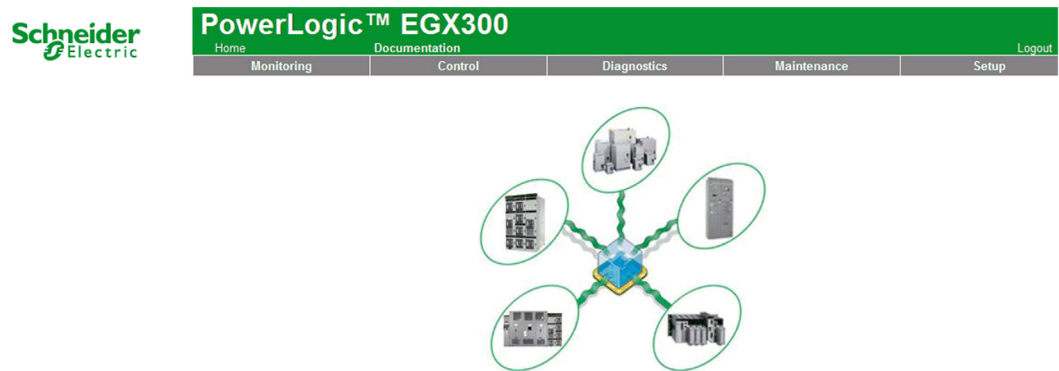 Schneider
Electric
PowerLogic™ EGX300
Home Documentation Logout
Monitoring Control Diagnostics Maintenance Setup